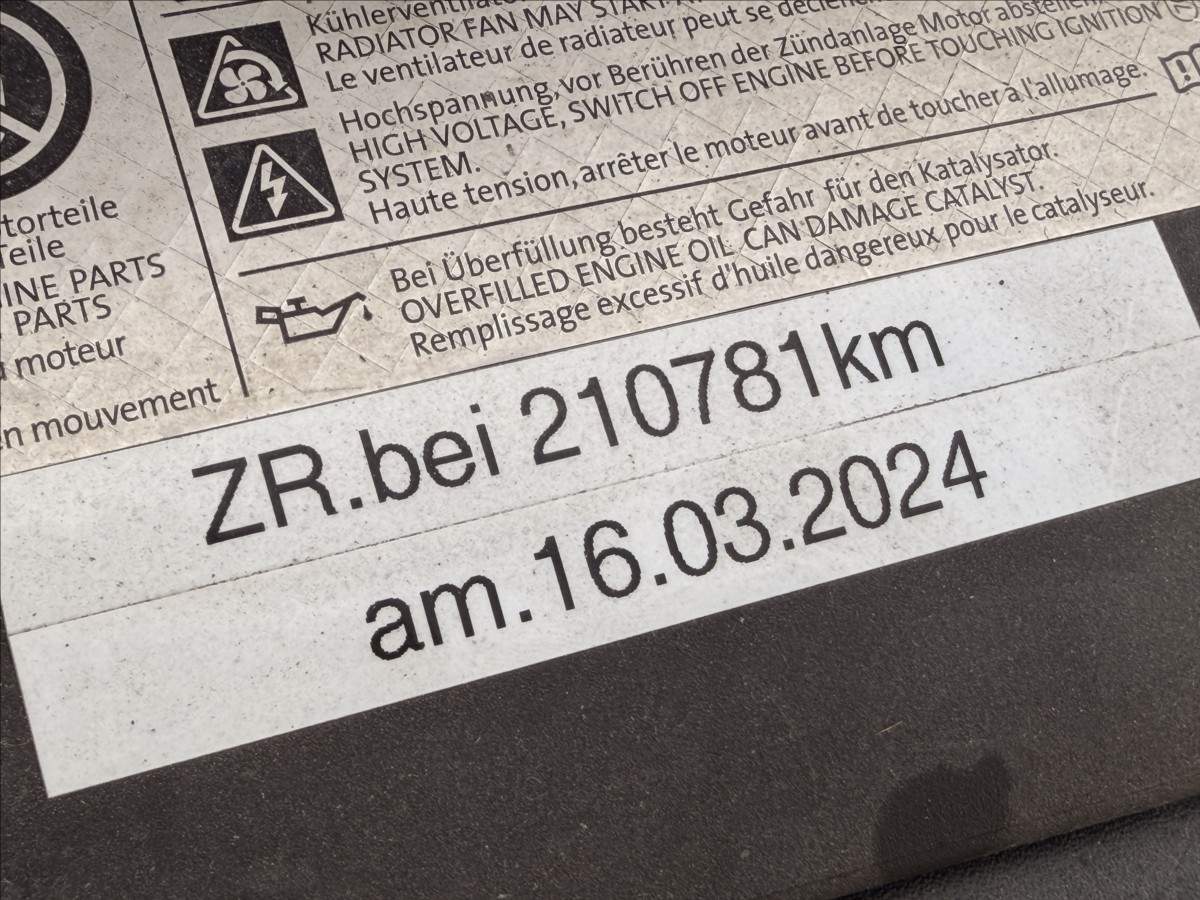 RADIATOR FAN MAY START
Le ventilateur de radiateur peut se
Hochspannung, vor Berühren der Zündanlage Motor abstellen
HIGH VOLTAGE, SWITCH OFF ENGINE BEFORE TOUCHING IGNITION
SYSTEM.
Haute tension, arrêter le moteur avant de toucher à l'allumage.
torteile
Teile
INE PARTS
PARTS
moteur
en mouvement
Bei Überfüllung besteht Gefahr für den Katalysator.
OVERFILLED ENGINE OIL CAN DAMAGE CATALYST.
Remplissage excessif d'huile dangereux pour le catalyseur.
ZR.bei 210781km
am.16.03.2024